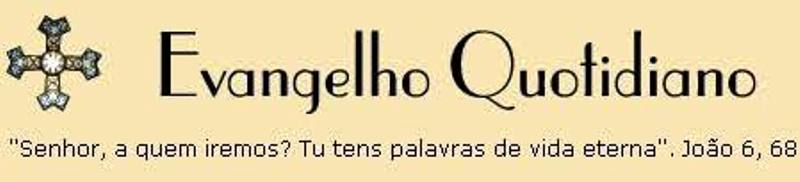 Evangelho Quotidiano
"Senhor, a quem iremos? Tu tens palavras de vida eterna". João 6, 68